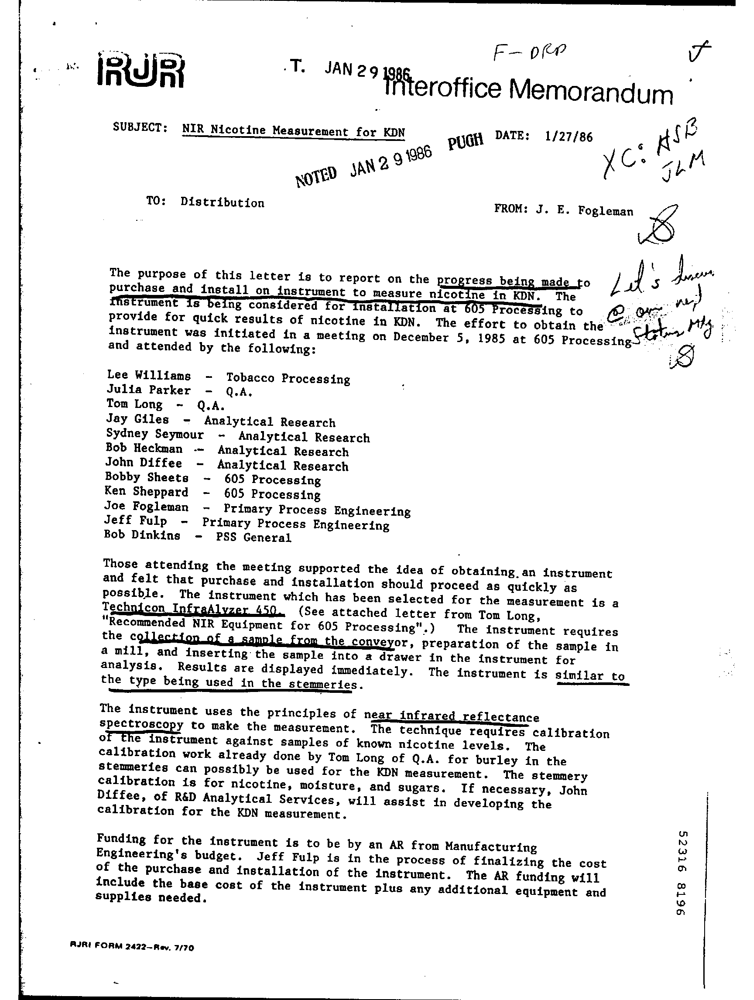 F-DRP
RJR
.T. JAN 29 1986
Interoffice Memorandum
SUBJECT: NIR Nicotine Measurement for KDN
PUGH DATE: 1/27/86
XC: HSB
JLM
NOTED JAN 29 1986
TO: Distribution
FROM: J. E. Fogleman
Let's discuss
@ our next
Status Mtg
The purpose of this letter is to report on the progress being made to
purchase and install on instrument to measure nicotine in KDN. The
instrument is being considered for installation at 605 Processing to
provide for quick results of nicotine in KDN. The effort to obtain the
instrument was initiated in a meeting on December 5, 1985 at 605 Processing
and attended by the following:
Lee Williams - Tobacco Processing
Julia Parker - Q.A.
Tom Long - Q.A.
Jay Giles - Analytical Research
Sydney Seymour - Analytical Research
Bob Heckman - Analytical Research
John Diffee - Analytical Research
Bobby Sheets - 605 Processing
Ken Sheppard - 605 Processing
Joe Fogleman - Primary Process Engineering
Jeff Fulp - Primary Process Engineering
Bob Dinkins - PSS General
Those attending the meeting supported the idea of obtaining an instrument
and felt that purchase and installation should proceed as quickly as
possible. The instrument which has been selected for the measurement is a
Technicon InfraAlyzer 450. (See attached letter from Tom Long,
"Recommended NIR Equipment for 605 Processing".) The instrument requires
the collection of a sample from the conveyor, preparation of the sample in
a mill, and inserting the sample into a drawer in the instrument for
analysis. Results are displayed immediately. The instrument is similar to
the type being used in the stemmeries.
The instrument uses the principles of near infrared reflectance
spectroscopy to make the measurement. The technique requires calibration
of the instrument against samples of known nicotine levels. The
calibration work already done by Tom Long of Q.A. for burley in the
stemmeries can possibly be used for the KDN measurement. The stemmery
calibration is for nicotine, moisture, and sugars. If necessary, John
Diffee, of R&D Analytical Services, will assist in developing the
calibration for the KDN measurement.
Funding for the instrument is to be by an AR from Manufacturing
Engineering's budget. Jeff Fulp is in the process of finalizing the cost
of the purchase and installation of the instrument. The AR funding will
include the base cost of the instrument plus any additional equipment and
supplies needed.
52316 8196
RJRI FORM 2422-Rev. 7/70